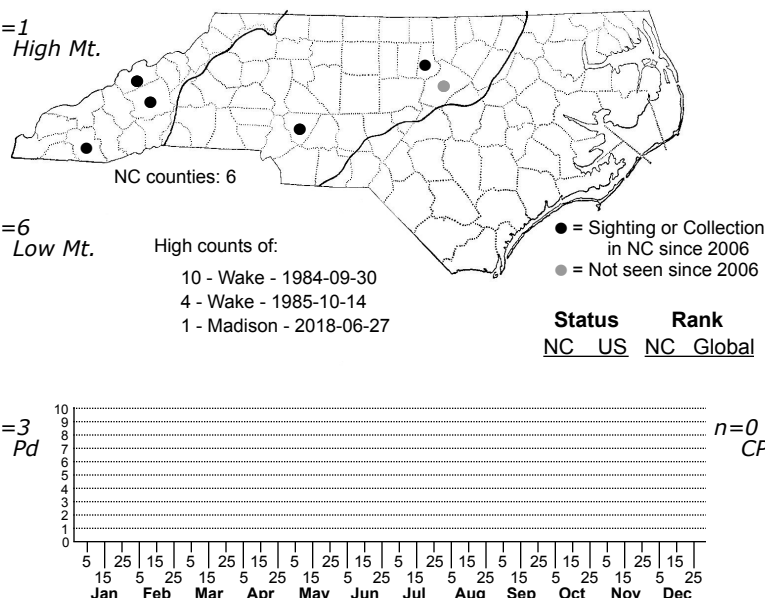 =1
High Mt.
NC counties: 6
=6
Low Mt.
High counts of:
10 - Wake - 1984-09-30
4 - Wake - 1985-10-14
1 - Madison - 2018-06-27
= Sighting or Collection
in NC since 2006
= Not seen since 2006
Status Rank
NC US NC Global
=3
Pd
10
9
8
7
6
5
4
3
2
1
0
n=0
CP
5 25 15 5 25 15 5 25 15 5 25 15 5 25 15 5 25 15
15 5 25 15 5 25 15 5 25 15 5 25 15 5 25 15 5 25
Jan Feb Mar Apr May Jun Jul Aug Sep Oct Nov Dec